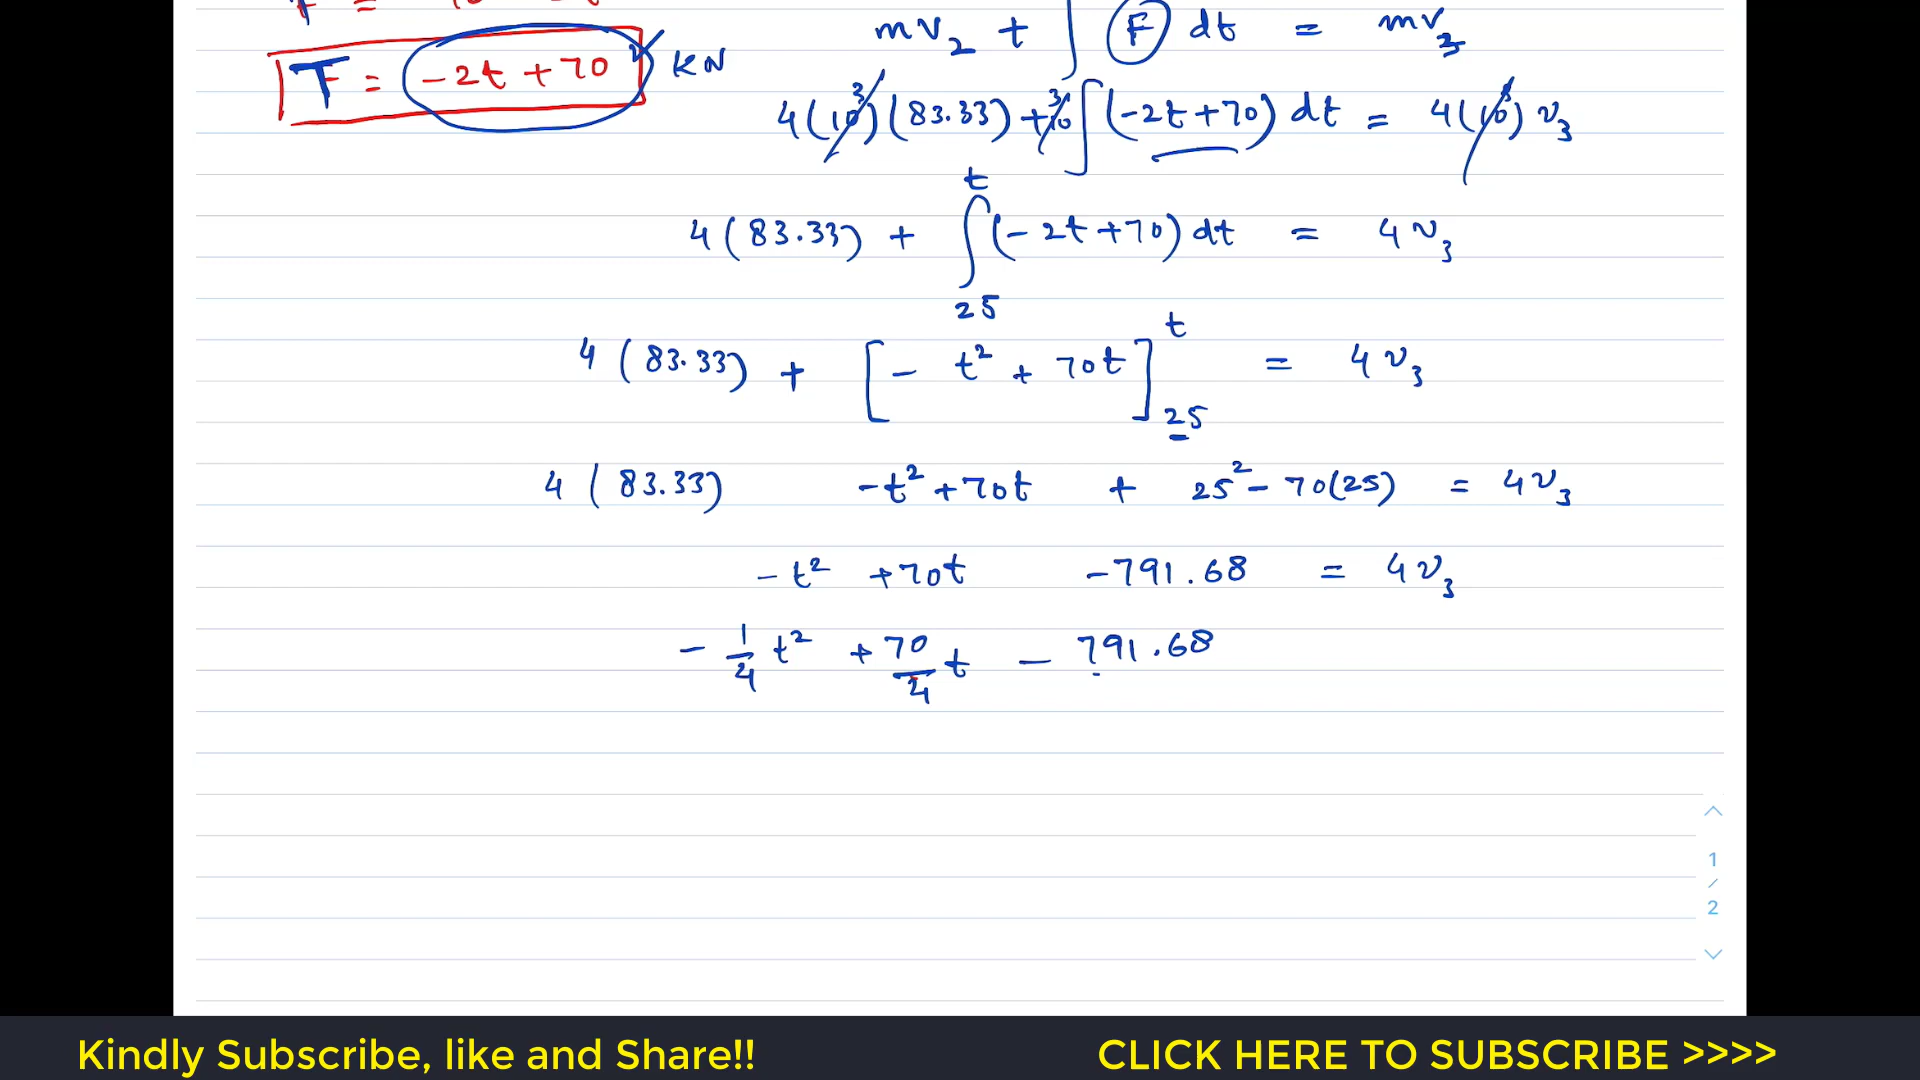 T = -2t + 70 KN
mv₂ + ∫ F dt = mv₃
4(10³)(83.33) + 10³ ∫ (-2t + 70) dt = 4(10³) v₃
4(83.33) + ∫₂₅ᵗ (-2t + 70) dt = 4v₃
4(83.33) + [- t² + 70t]₂₅ᵗ = 4v₃
4(83.33) -t² + 70t + 25² - 70(25) = 4v₃
-t² + 70t -791.68 = 4v₃
- 1/4 t² + 70/4 t - 791.68
1
/
2
Kindly Subscribe, like and Share!!
CLICK HERE TO SUBSCRIBE >>>>